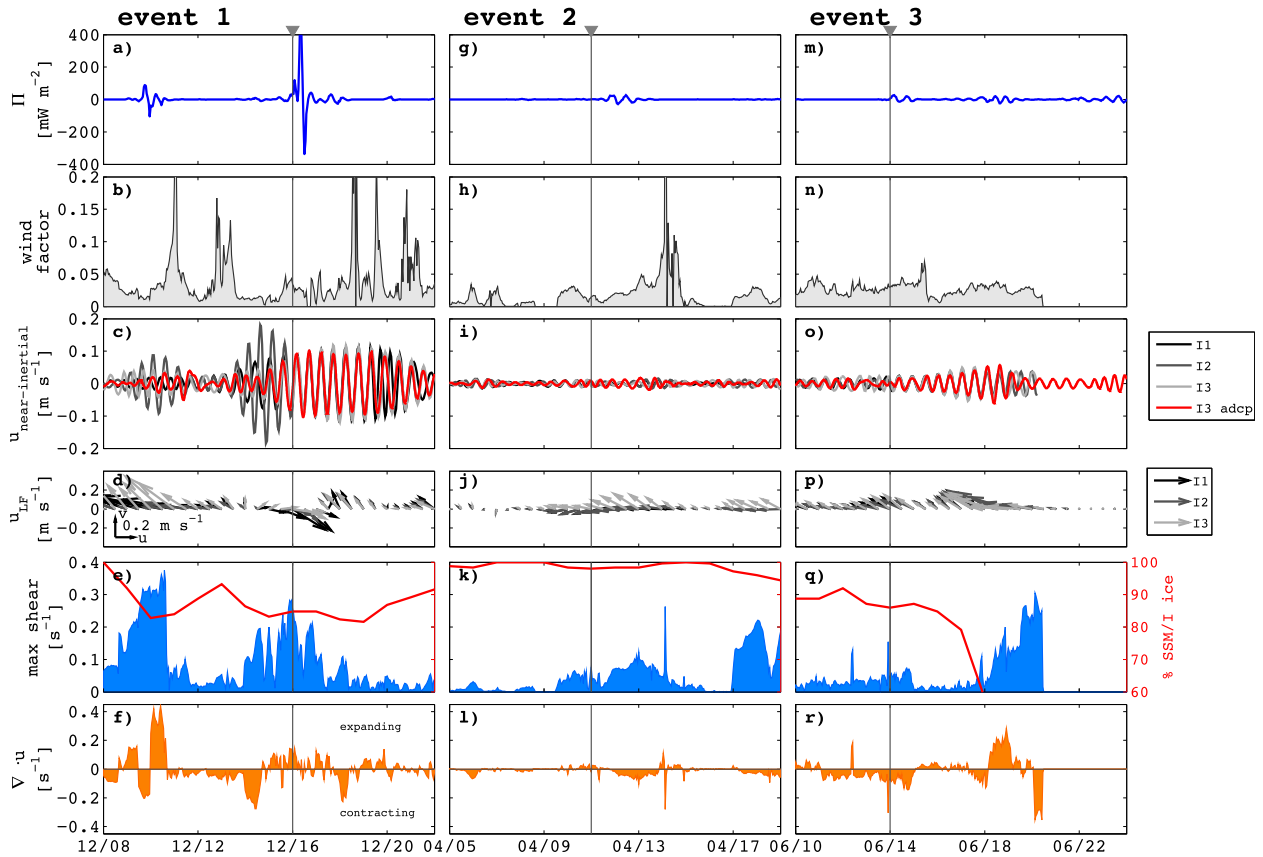 event 1 event 2 event 3
a) g) m)
400
200
0
−200
−400
Π
[mW m−2]
b) h) n)
0.2
0.15
0.1
0.05
0
wind
factor
c) i) o)
0.2
0.1
0
−0.1
−0.2
unear−inertial
[m s−1]
I1
I2
I3
I3 adcp
d) j) p)
0.2
0
−0.2
uLF
[m s−1]
v
0.2 m s−1
u
I1
I2
I3
e) k) q)
0.4
0.3
0.2
0.1
0
max shear
[s−1]
100
90
80
70
60
% SSM/I ice
f) l) r)
0.4
0.2
0
−0.2
−0.4
∇ ·u
[s−1]
expanding
contracting
12/08 12/12 12/16 12/20 04/05 04/09 04/13 04/17 06/10 06/14 06/18 06/22